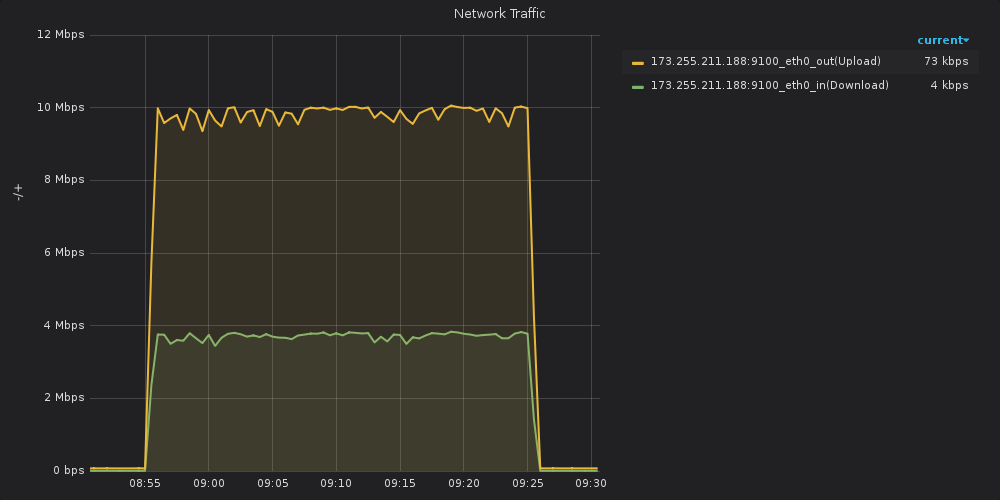 Network Traffic
12 Mbps
10 Mbps
8 Mbps
6 Mbps
4 Mbps
2 Mbps
0 bps
-/+
08:55 09:00 09:05 09:10 09:15 09:20 09:25 09:30
current
173.255.211.188:9100_eth0_out(Upload) 73 kbps
173.255.211.188:9100_eth0_in(Download) 4 kbps